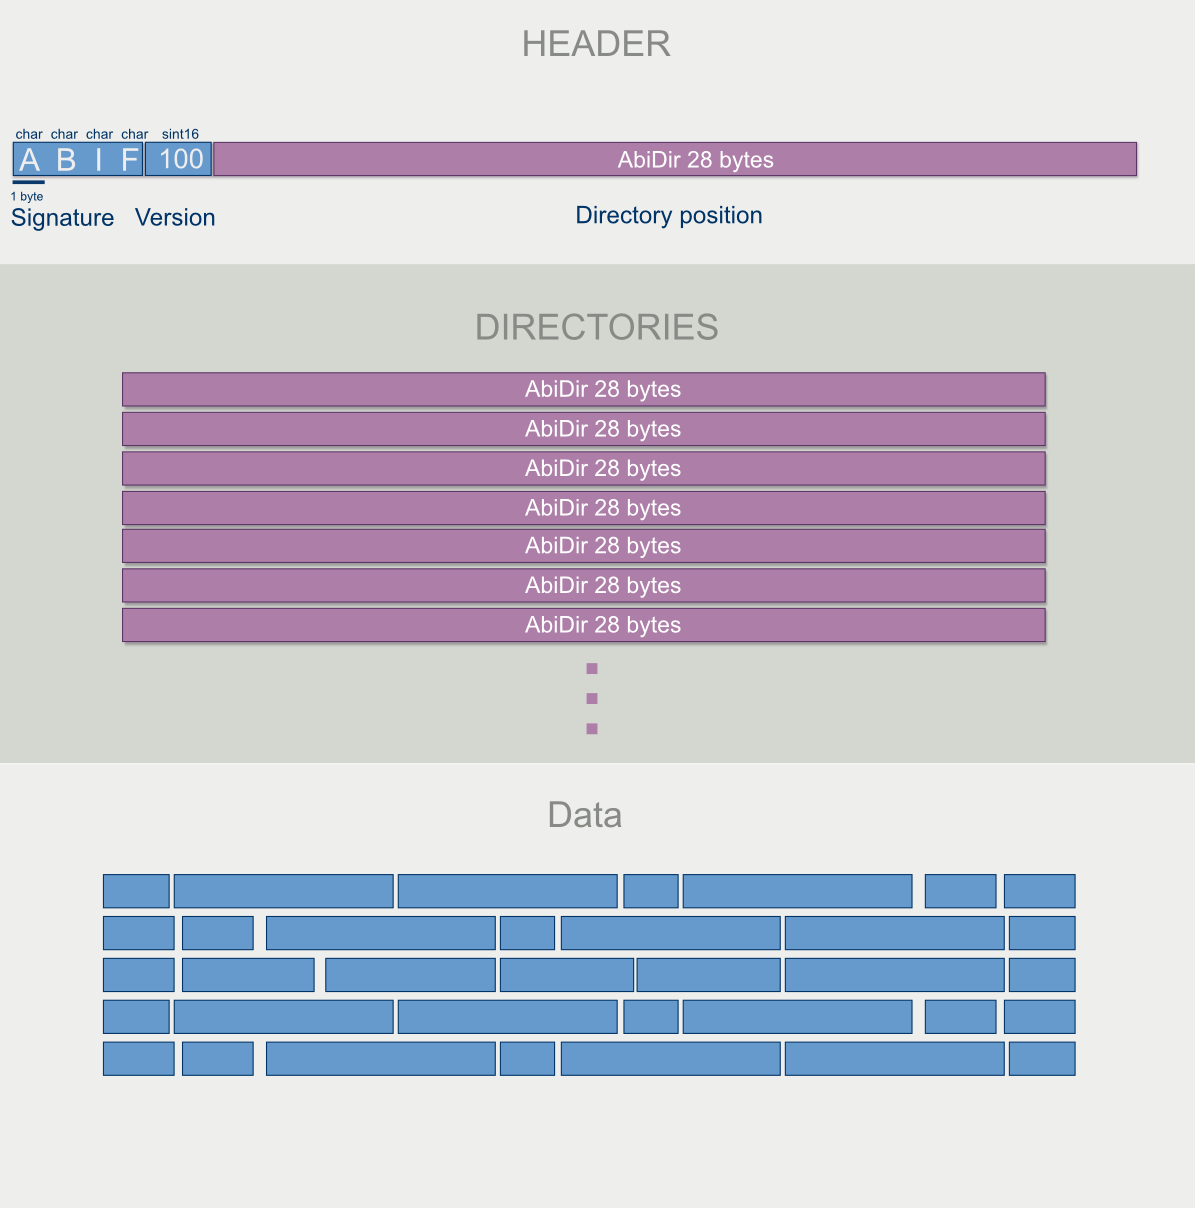 HEADER
char char char char sint16
A B I F 100 AbiDir 28 bytes
1 byte
Signature Version Directory position
DIRECTORIES
AbiDir 28 bytes
AbiDir 28 bytes
AbiDir 28 bytes
AbiDir 28 bytes
AbiDir 28 bytes
AbiDir 28 bytes
AbiDir 28 bytes
Data